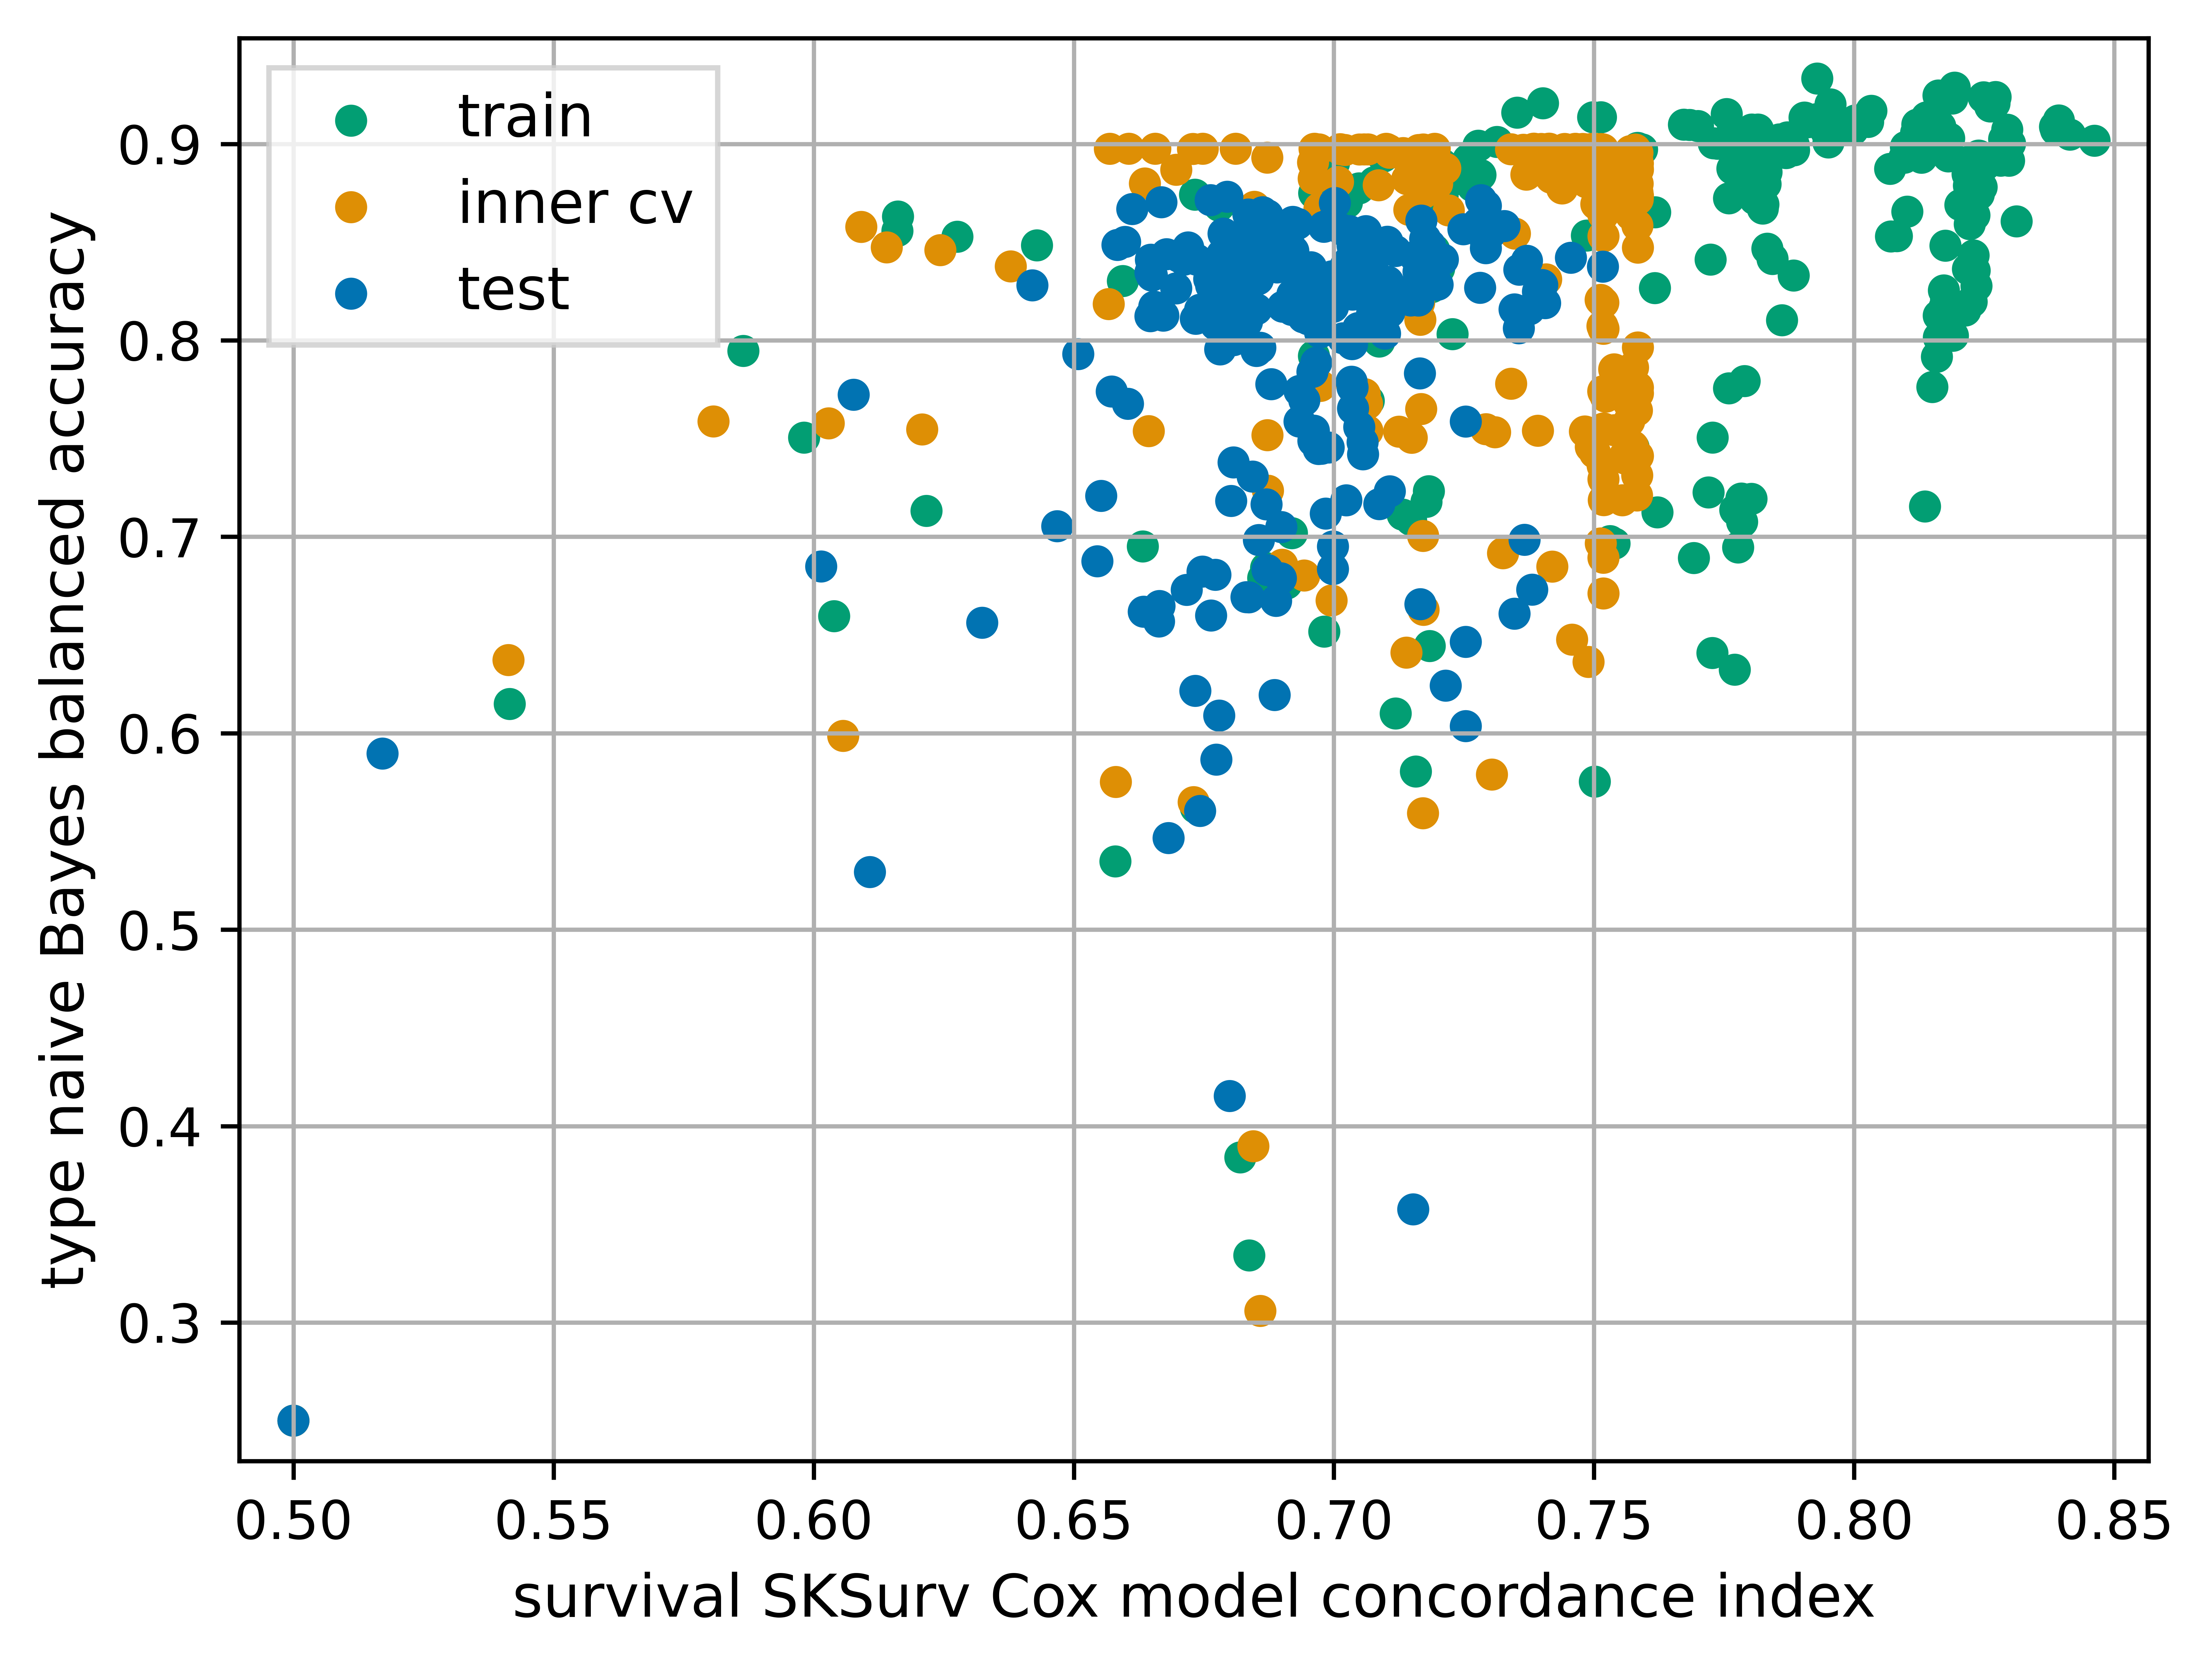 train
inner cv
test
0.9
0.8
0.7
0.6
0.5
0.4
0.3
type naive Bayes balanced accuracy
0.50 0.55 0.60 0.65 0.70 0.75 0.80 0.85
survival SKSurv Cox model concordance index